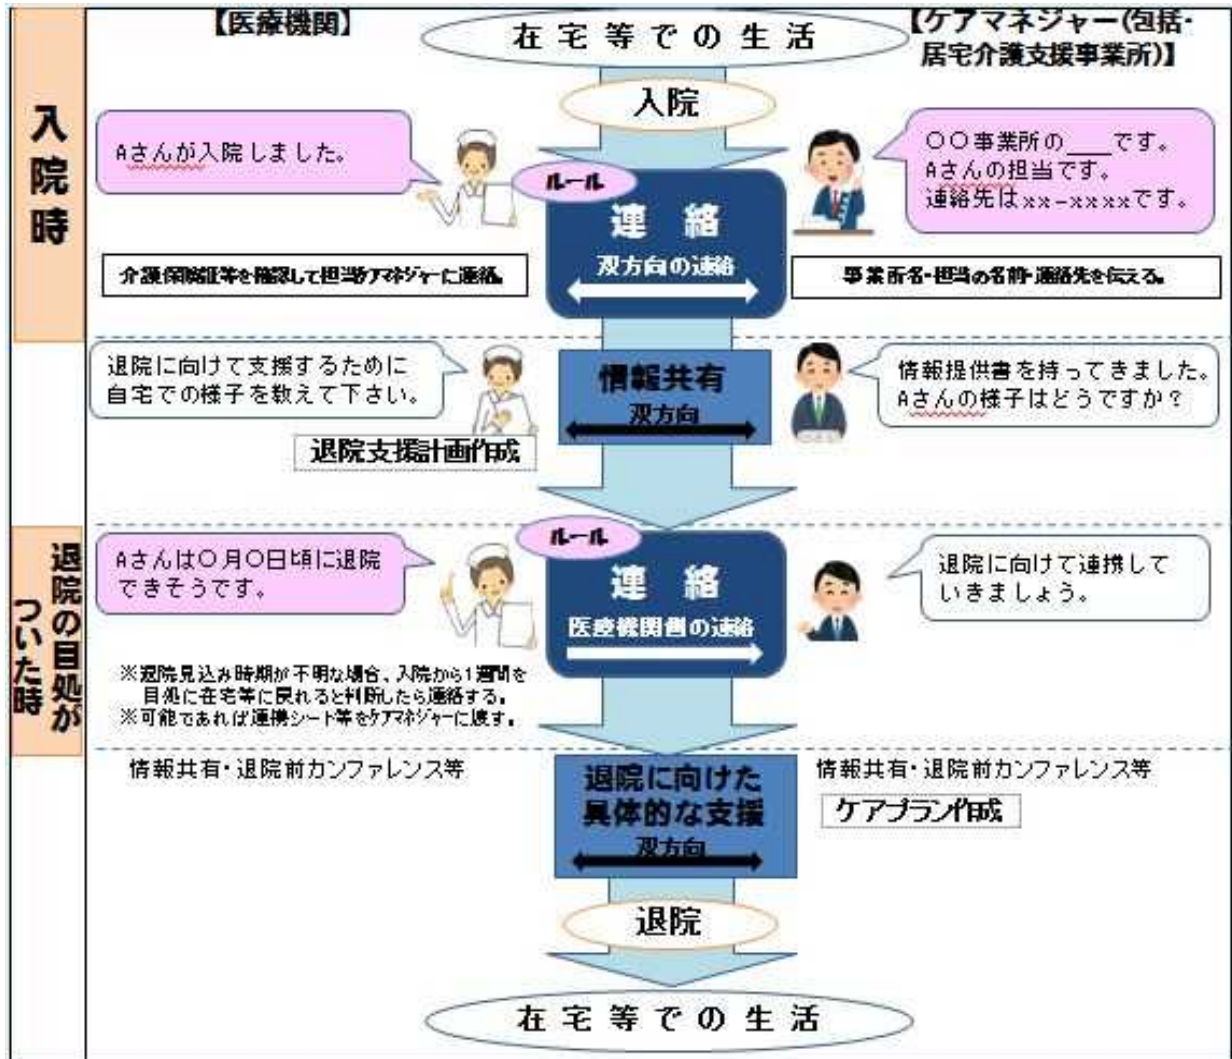 【医療機関】
在宅等での生活
【ケアマネジャー(包括・
居宅介護支援事業所)】
入院時
入院
Aさんが入院しました。
〇〇事業所の___です。
Aさんの担当です。
連絡先はxx-xxxxです。
ルール
連絡
双方向の連絡
介護保険証等を確認して担当ケアマネジャーに連絡。
事業所名・担当の名前・連絡先を伝える。
退院に向けて支援するために
自宅での様子を教えて下さい。
情報共有
双方向
情報提供書を持ってきました。
Aさんの様子はどうですか?
退院支援計画作成
退院の目処が
ついた時
ルール
Aさんは〇月〇日頃に退院
できそうです。
連絡
医療機関側の連絡
退院に向けて連携して
いきましょう。
※退院見込み時期が不明な場合、入院から1週間を
目処に在宅等に戻れると判断したら連絡する。
※可能であれば連携シート等をケアマネジャーに渡す。
情報共有・退院前カンファレンス等
退院に向けた
具体的な支援
双方向
情報共有・退院前カンファレンス等
ケアプラン作成
退院
在宅等での生活